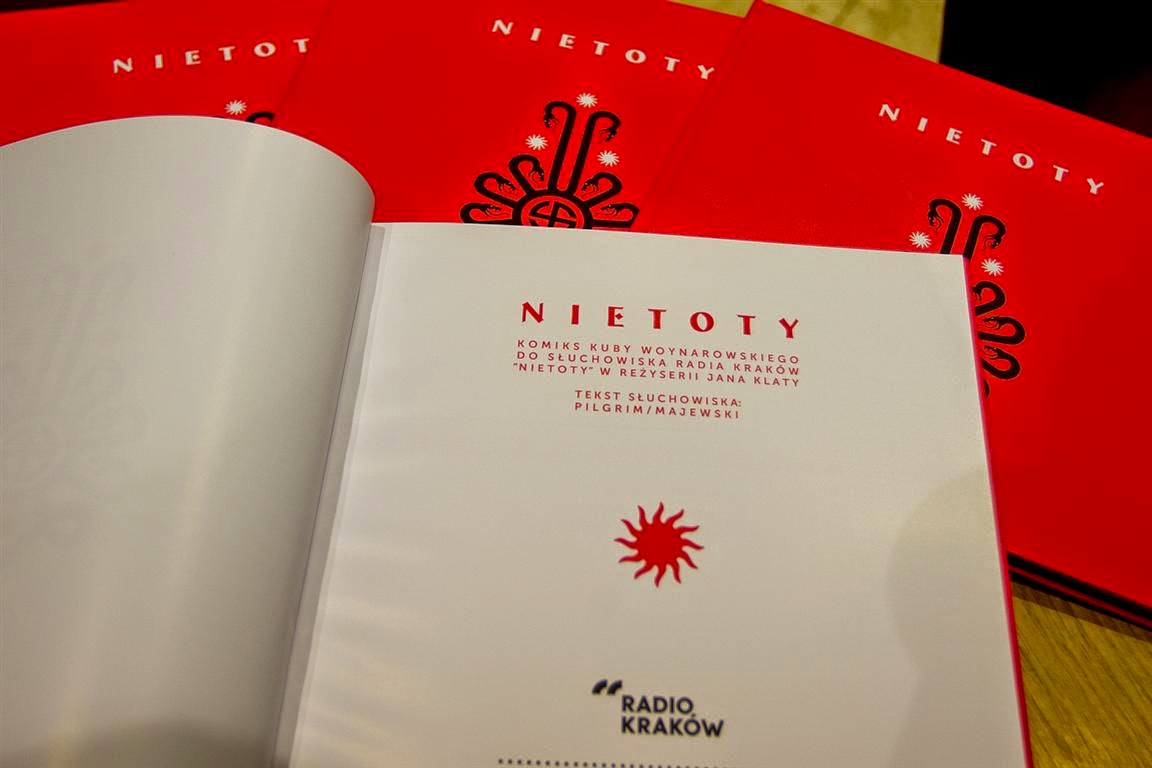 NIETOT
NIETOTY
NIETOTY
NIETOTY
KOMIKS KUBY WOYNAROWSKIEGO
DO SŁUCHOWISKA RADIA KRAKÓW
"NIETOTY" W REŻYSERII JANA KLATY
TEKST SŁUCHOWISKA:
PILGRIM/MAJEWSKI
RADIO
KRAKÓW